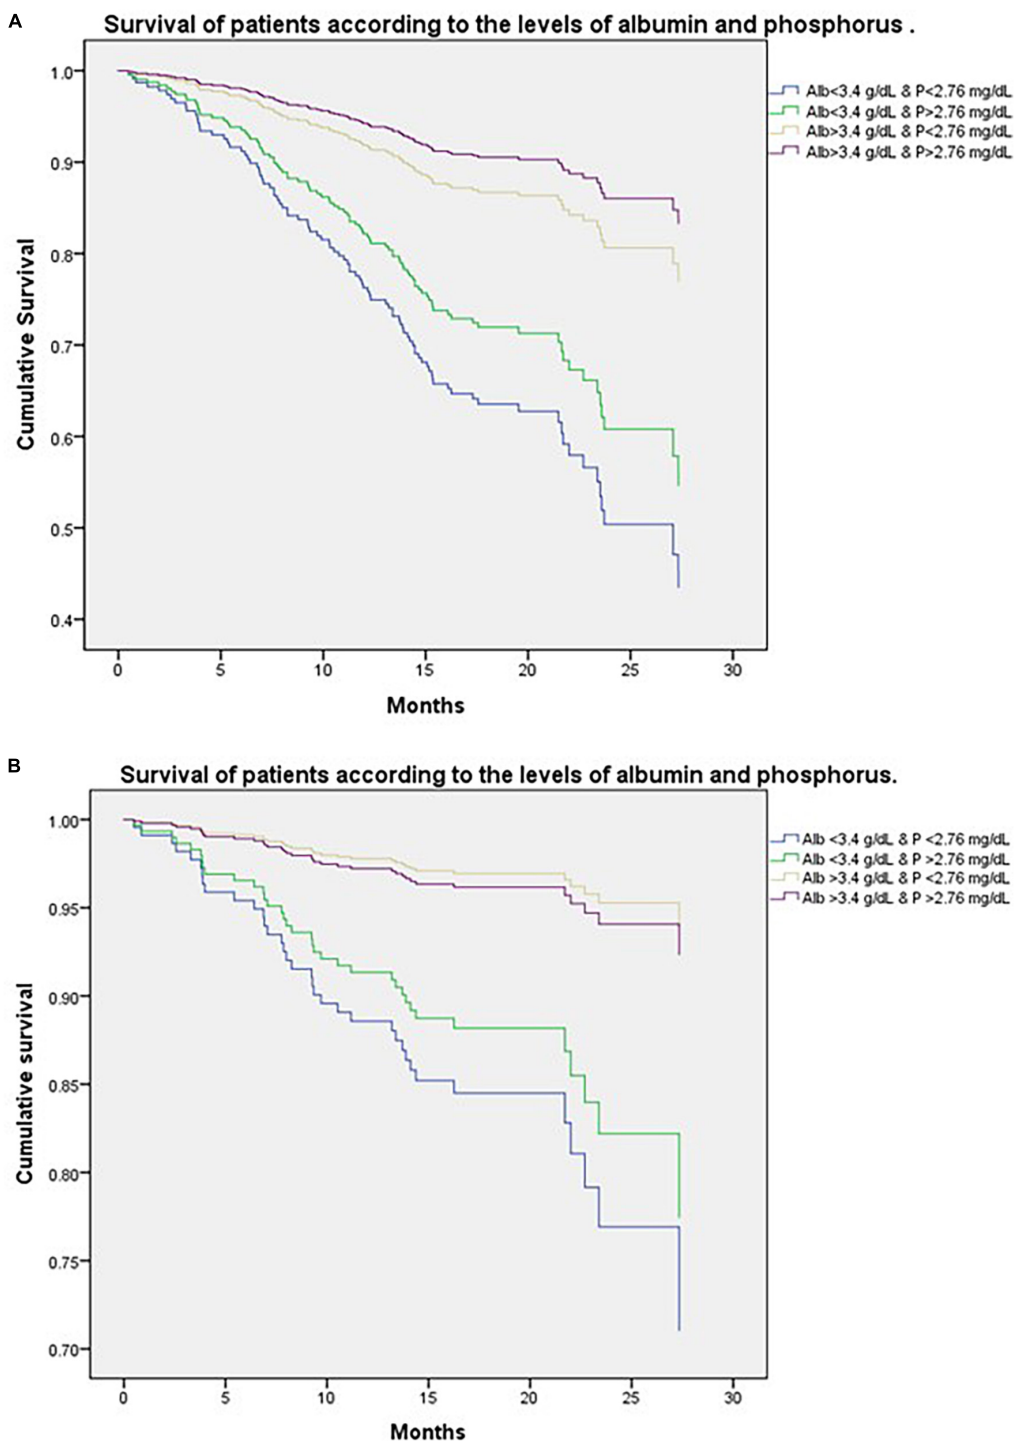 A
Survival of patients according to the levels of albumin and phosphorus .
1.0
0.9
0.8
0.7
0.6
0.5
0.4
Cumulative Survival
0 5 10 15 20 25 30
Months
Alb<3.4 g/dL & P<2.76 mg/dL
Alb<3.4 g/dL & P>2.76 mg/dL
Alb>3.4 g/dL & P<2.76 mg/dL
Alb>3.4 g/dL & P>2.76 mg/dL
B
Survival of patients according to the levels of albumin and phosphorus.
1.00
0.95
0.90
0.85
0.80
0.75
0.70
Cumulative survival
0 5 10 15 20 25 30
Months
Alb <3.4 g/dL & P <2.76 mg/dL
Alb <3.4 g/dL & P >2.76 mg/dL
Alb >3.4 g/dL & P <2.76 mg/dL
Alb >3.4 g/dL & P >2.76 mg/dL